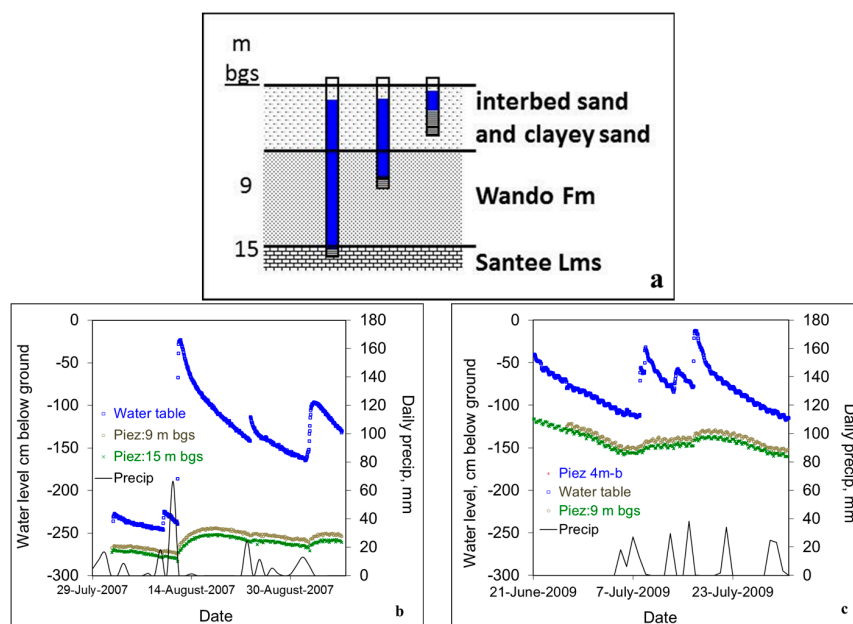 m
bgs
interbed sand
and clayey sand
9
Wando Fm
15
Santee Lms
a
0
-50
-100
-150
-200
-250
-300
Water level cm below ground
180
160
140
120
100
80
60
40
20
0
Daily precip, mm
Water table
Piez:9 m bgs
Piez:15 m bgs
Precip
29-July-2007
14-August-2007
30-August-2007
Date
b
0
-50
-100
-150
-200
-250
-300
Water level, cm below ground
180
160
140
120
100
80
60
40
20
0
Daily precip, mm
Piez 4m-b
Water table
Piez:9 m bgs
Precip
21-June-2009
7-July-2009
23-July-2009
Date
c